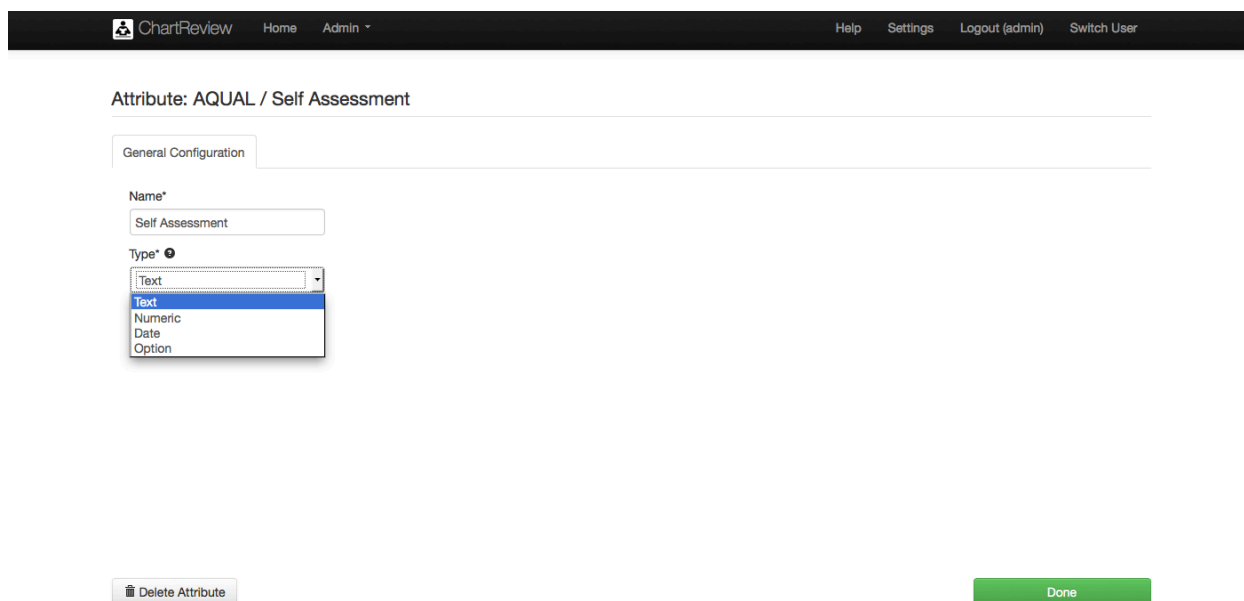 ChartReview Home Admin Help Settings Logout (admin) Switch User
Attribute: AQUAL / Self Assessment
General Configuration
Name*
Self Assessment
Type* ?
Text
Text
Numeric
Date
Option
Delete Attribute
Done